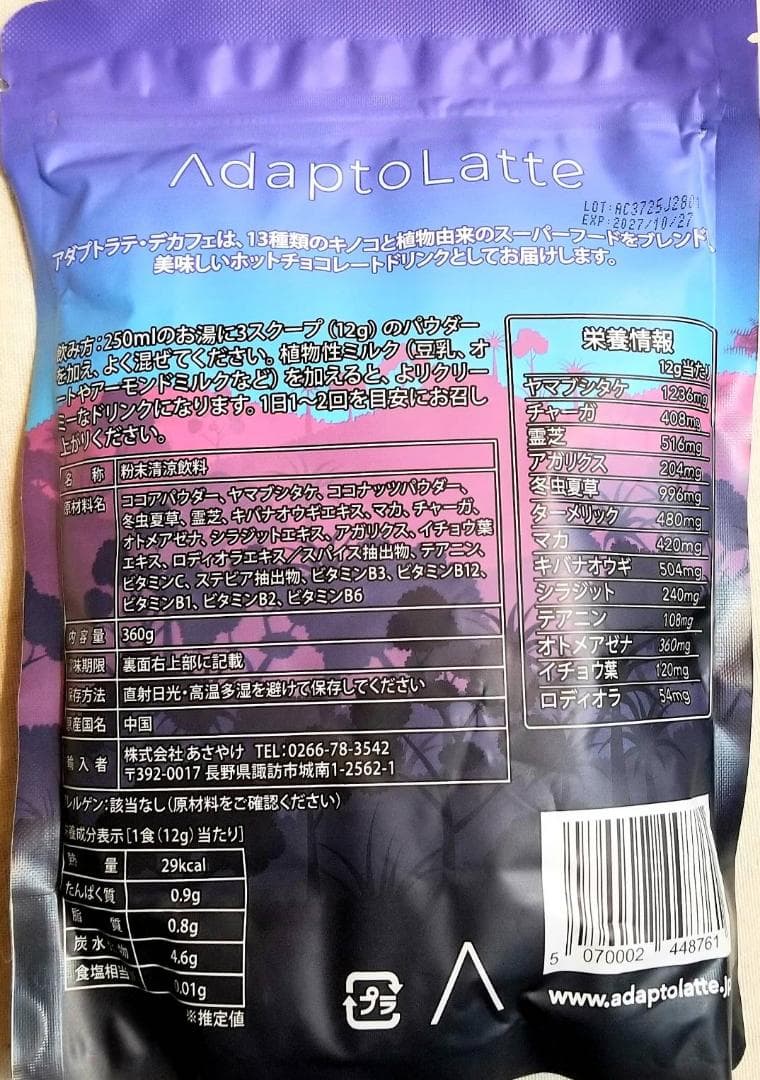 AdaptoLatte
LOT:AC3725J2801
EXP:2027/10/27
アダプトラテ・デカフェは、13種類のキノコと植物由来のスーパーフードをブレンド、
美味しいホットチョコレートドリンクとしてお届けします。
飲み方：250mlのお湯に3スクープ（12g）のパウダー
を加え、よく混ぜてください。植物性ミルク（豆乳、オ
ートやアーモンドミルクなど）を加えると、よりクリー
ミーなドリンクになります。1日1～2回を目安にお召し
上がりください。
名 称 粉末清涼飲料
原材料名 ココアパウダー、ヤマブシタケ、ココナッツパウダー、
冬虫夏草、霊芝、キバナオウギエキス、マカ、チャーガ、
オトメアゼナ、シラジットエキス、アガリクス、イチョウ葉
エキス、ロディオラエキス／スパイス抽出物、テアニン、
ビタミンC、ステビア抽出物、ビタミンB3、ビタミンB12、
ビタミンB1、ビタミンB2、ビタミンB6
内容量 360g
味期限 裏面右上部に記載
保存方法 直射日光・高温多湿を避けて保存してください
原産国名 中国
輸入者 株式会社あさやけ TEL：0266-78-3542
〒392-0017 長野県諏訪市城南1-2562-1
レルゲン：該当なし（原材料をご確認ください）
養成分表示［1食（12g）当たり］
熱 量 29kcal
たんぱく質 0.9g
脂 質 0.8g
炭水 物 4.6g
食塩相当 0.01g
※推定値
栄養情報
12g当たり
ヤマブシタケ 1236mg
チャーガ 408mg
霊芝 516mg
アガリクス 204mg
冬虫夏草 996mg
ターメリック 480mg
マカ 420mg
キバナオウギ 504mg
シラジット 240mg
テアニン 108mg
オトメアゼナ 360mg
イチョウ葉 120mg
ロディオラ 54mg
プラ
5 070002 448761
www.adaptolatte.j